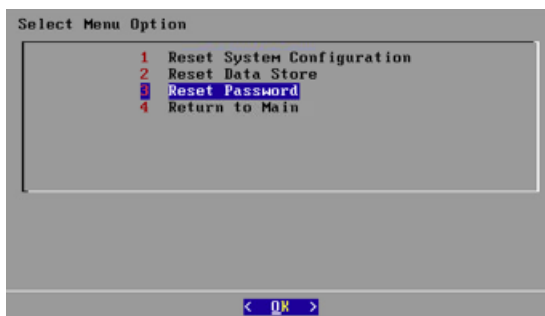 Select Menu Option
1 Reset System Configuration
2 Reset Data Store
3 Reset Password
4 Return to Main
< OK >